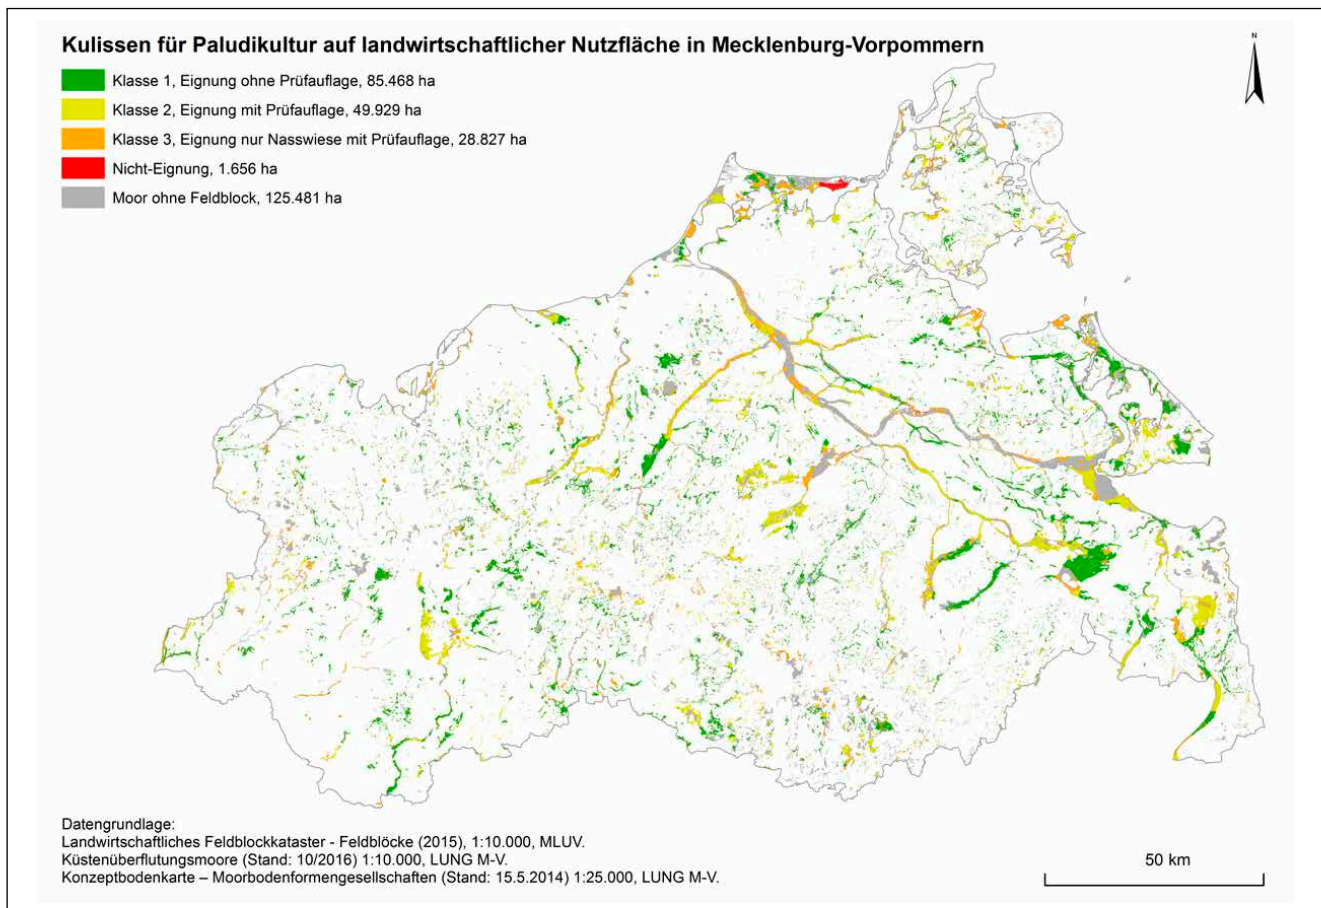 Kulissen für Paludikultur auf landwirtschaftlicher Nutzfläche in Mecklenburg-Vorpommern
N
Klasse 1, Eignung ohne Prüfauflage, 85.468 ha
Klasse 2, Eignung mit Prüfauflage, 49.929 ha
Klasse 3, Eignung nur Nasswiese mit Prüfauflage, 28.827 ha
Nicht-Eignung, 1.656 ha
Moor ohne Feldblock, 125.481 ha
Datengrundlage:
Landwirtschaftliches Feldblockkataster - Feldblöcke (2015), 1:10.000, MLUV.
Küstenüberflutungsmoore (Stand: 10/2016) 1:10.000, LUNG M-V.
Konzeptbodenkarte – Moorbodenformengesellschaften (Stand: 15.5.2014) 1:25.000, LUNG M-V.
50 km